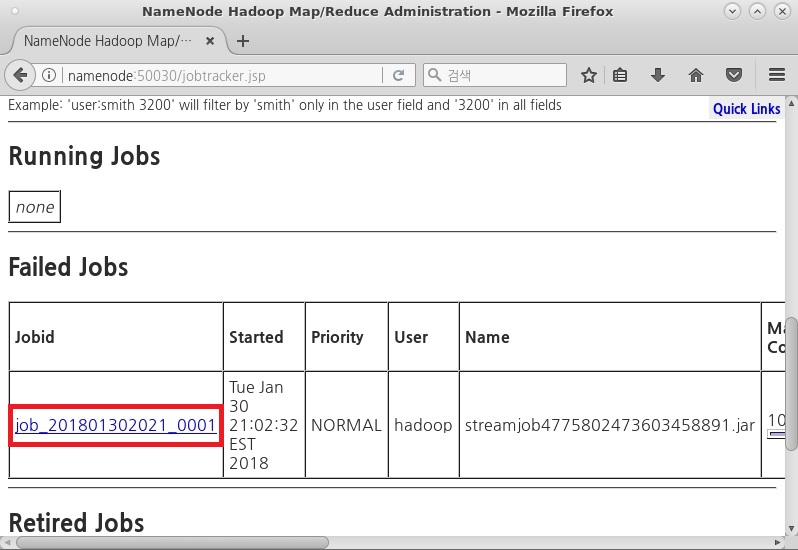 NameNode Hadoop Map/Reduce Administration - Mozilla Firefox
NameNode Hadoop Map/···
namenode:50030/jobtracker.jsp
검색
Example: 'user:smith 3200' will filter by 'smith' only in the user field and '3200' in all fields
Quick Links
Running Jobs
none
Failed Jobs
Jobid Started Priority User Name
job_201801302021_0001 Tue Jan 30 21:02:32 EST 2018 NORMAL hadoop streamjob4775802473603458891.jar 10
Retired Jobs